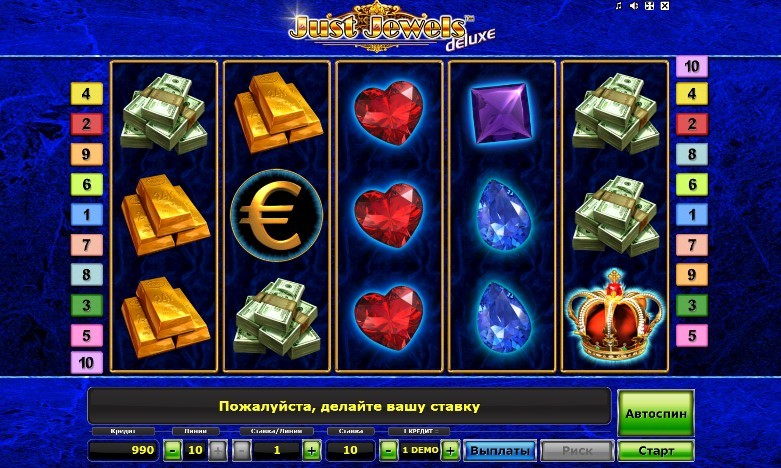 Just Jewels™
deluxe
10
4 4
2 2
9 8
6 6
1 1
7 7
8 9
3 3
5 5
10
Пожалуйста, делайте вашу ставку
Автоспин
Кредит Линии Ставка/Линия Ставка 1 КРЕДИТ =
990 - 10 + - 1 + 10 - 1 DEMO + Выплаты Риск Старт